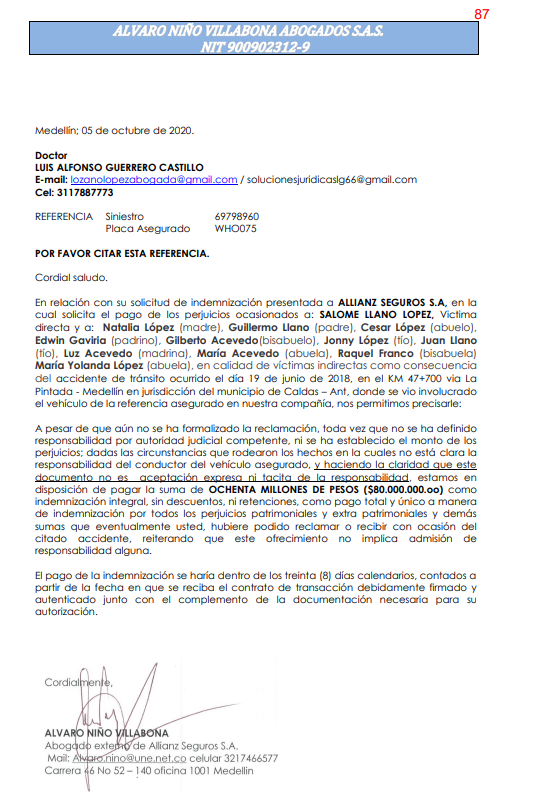 87
ALVARO NIÑO VILLABONA ABOGADOS S.A.S.
NIT 900902312-9
Medellín; 05 de octubre de 2020.
Doctor
LUIS ALFONSO GUERRERO CASTILLO
E-mail: lozanolopezabogada@gmail.com / solucionesjuridicaslg66@gmail.com
Cel: 3117887773
REFERENCIA Siniestro 69798960
Placa Asegurado WHO075
POR FAVOR CITAR ESTA REFERENCIA.
Cordial saludo.
En relación con su solicitud de indemnización presentada a ALLIANZ SEGUROS S.A, en la
cual solicita el pago de los perjuicios ocasionados a: SALOME LLANO LOPEZ, Víctima
directa y a: Natalia López (madre), Guillermo Llano (padre), Cesar López (abuelo),
Edwin Gaviria (padrino), Gilberto Acevedo(bisabuelo), Jonny López (tío), Juan Llano
(tío), Luz Acevedo (madrina), María Acevedo (abuela), Raquel Franco (bisabuela)
María Yolanda López (abuela), en calidad de víctimas indirectas como consecuencia
del accidente de tránsito ocurrido el día 19 de junio de 2018, en el KM 47+700 via La
Pintada - Medellín en jurisdicción del municipio de Caldas – Ant, donde se vio involucrado
el vehículo de la referencia asegurado en nuestra compañía, nos permitimos precisarle:
A pesar de que aún no se ha formalizado la reclamación, toda vez que no se ha definido
responsabilidad por autoridad judicial competente, ni se ha establecido el monto de los
perjuicios; dadas las circunstancias que rodearon los hechos en la cuales no está clara la
responsabilidad del conductor del vehículo asegurado, y haciendo la claridad que este
documento no es aceptación expresa ni tacita de la responsabilidad, estamos en
disposición de pagar la suma de OCHENTA MILLONES DE PESOS ($80.000.000.oo) como
indemnización integral, sin descuentos, ni retenciones, como pago total y único a manera
de indemnización por todos los perjuicios patrimoniales y extra patrimoniales y demás
sumas que eventualmente usted, hubiere podido reclamar o recibir con ocasión del
citado accidente, reiterando que este ofrecimiento no implica admisión de
responsabilidad alguna.
El pago de la indemnización se haría dentro de los treinta (8) días calendarios, contados a
partir de la fecha en que se reciba el contrato de transacción debidamente firmado y
autenticado junto con el complemento de la documentación necesaria para su
autorización.
Cordialmente,
ALVARO NIÑO VILLABONA
Abogado externo de Allianz Seguros S.A.
Mail: Alvaro.nino@une.net.co celular 3217466577
Carrera 46 No 52 – 140 oficina 1001 Medellin